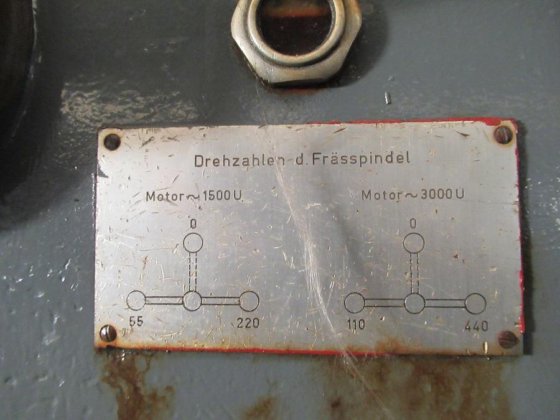 Drehzahlen d. Frässpindel
Motor ~ 1500 U
Motor ~ 3000 U
0
0
55
220
110
440